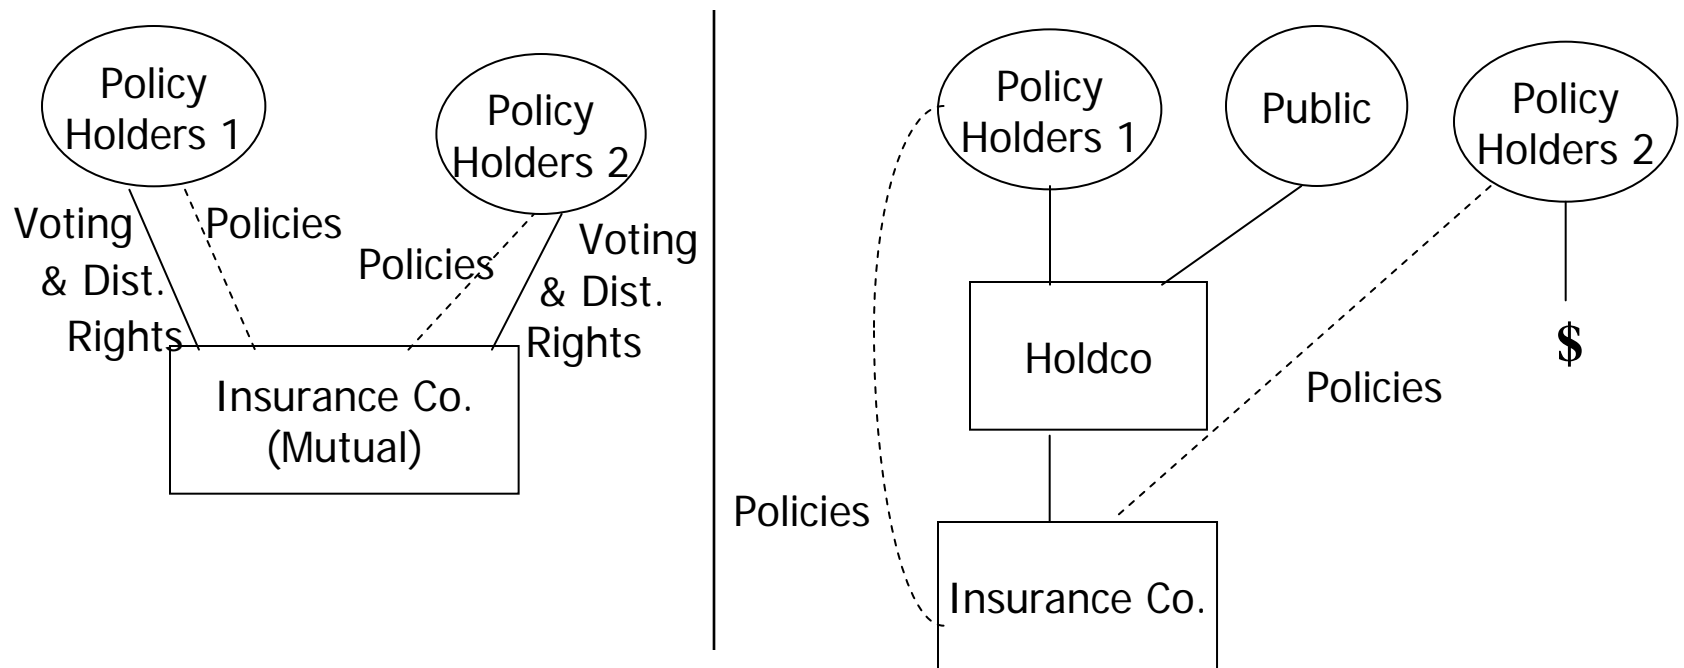 Policy
Holders 1
Policy
Holders 2
Voting
& Dist.
Rights
Policies
Policies
Voting
& Dist.
Rights
Insurance Co.
(Mutual)
Policy
Holders 1
Public
Policy
Holders 2
Holdco
$
Policies
Policies
Insurance Co.